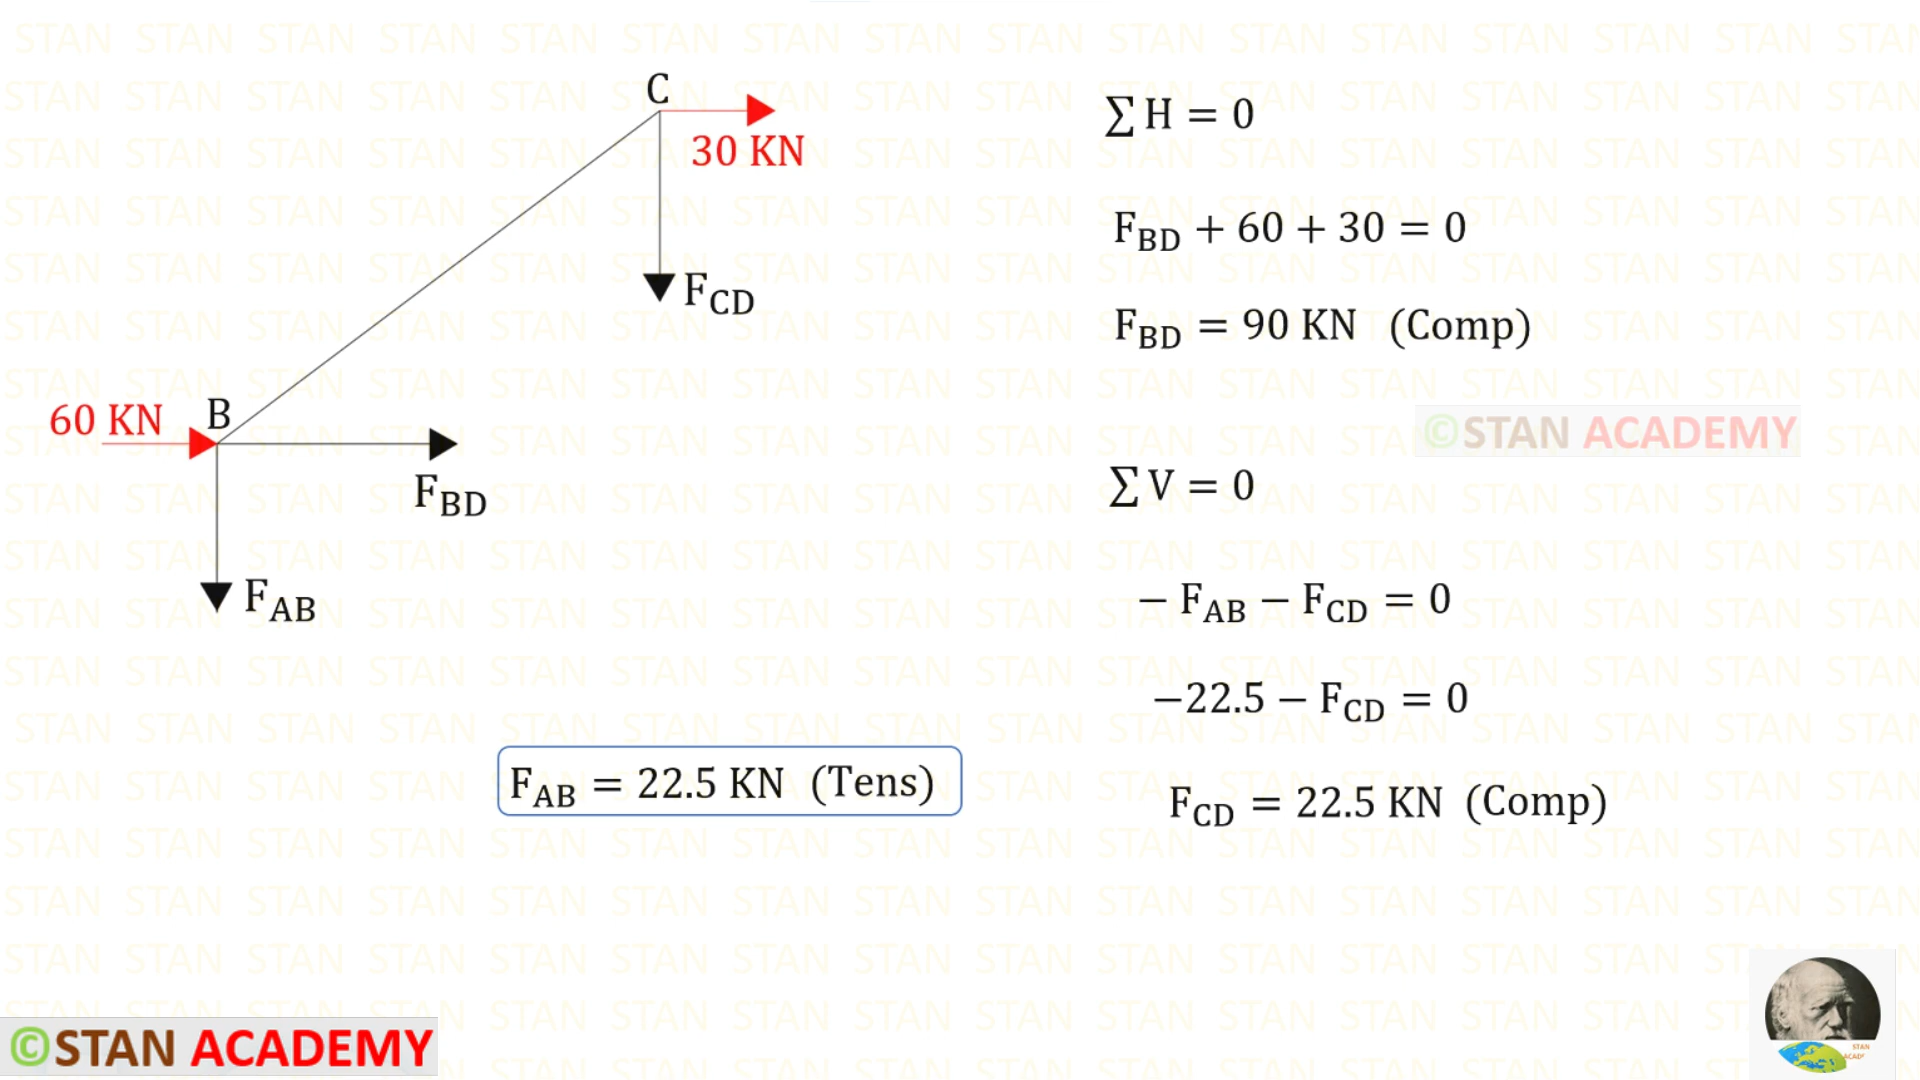 C
30 KN
F_CD
60 KN
B
F_BD
F_AB
F_AB = 22.5 KN (Tens)
∑ H = 0
F_BD + 60 + 30 = 0
F_BD = 90 KN (Comp)
©STAN ACADEMY
∑ V = 0
− F_AB − F_CD = 0
−22.5 − F_CD = 0
F_CD = 22.5 KN (Comp)
©STAN ACADEMY
STAN